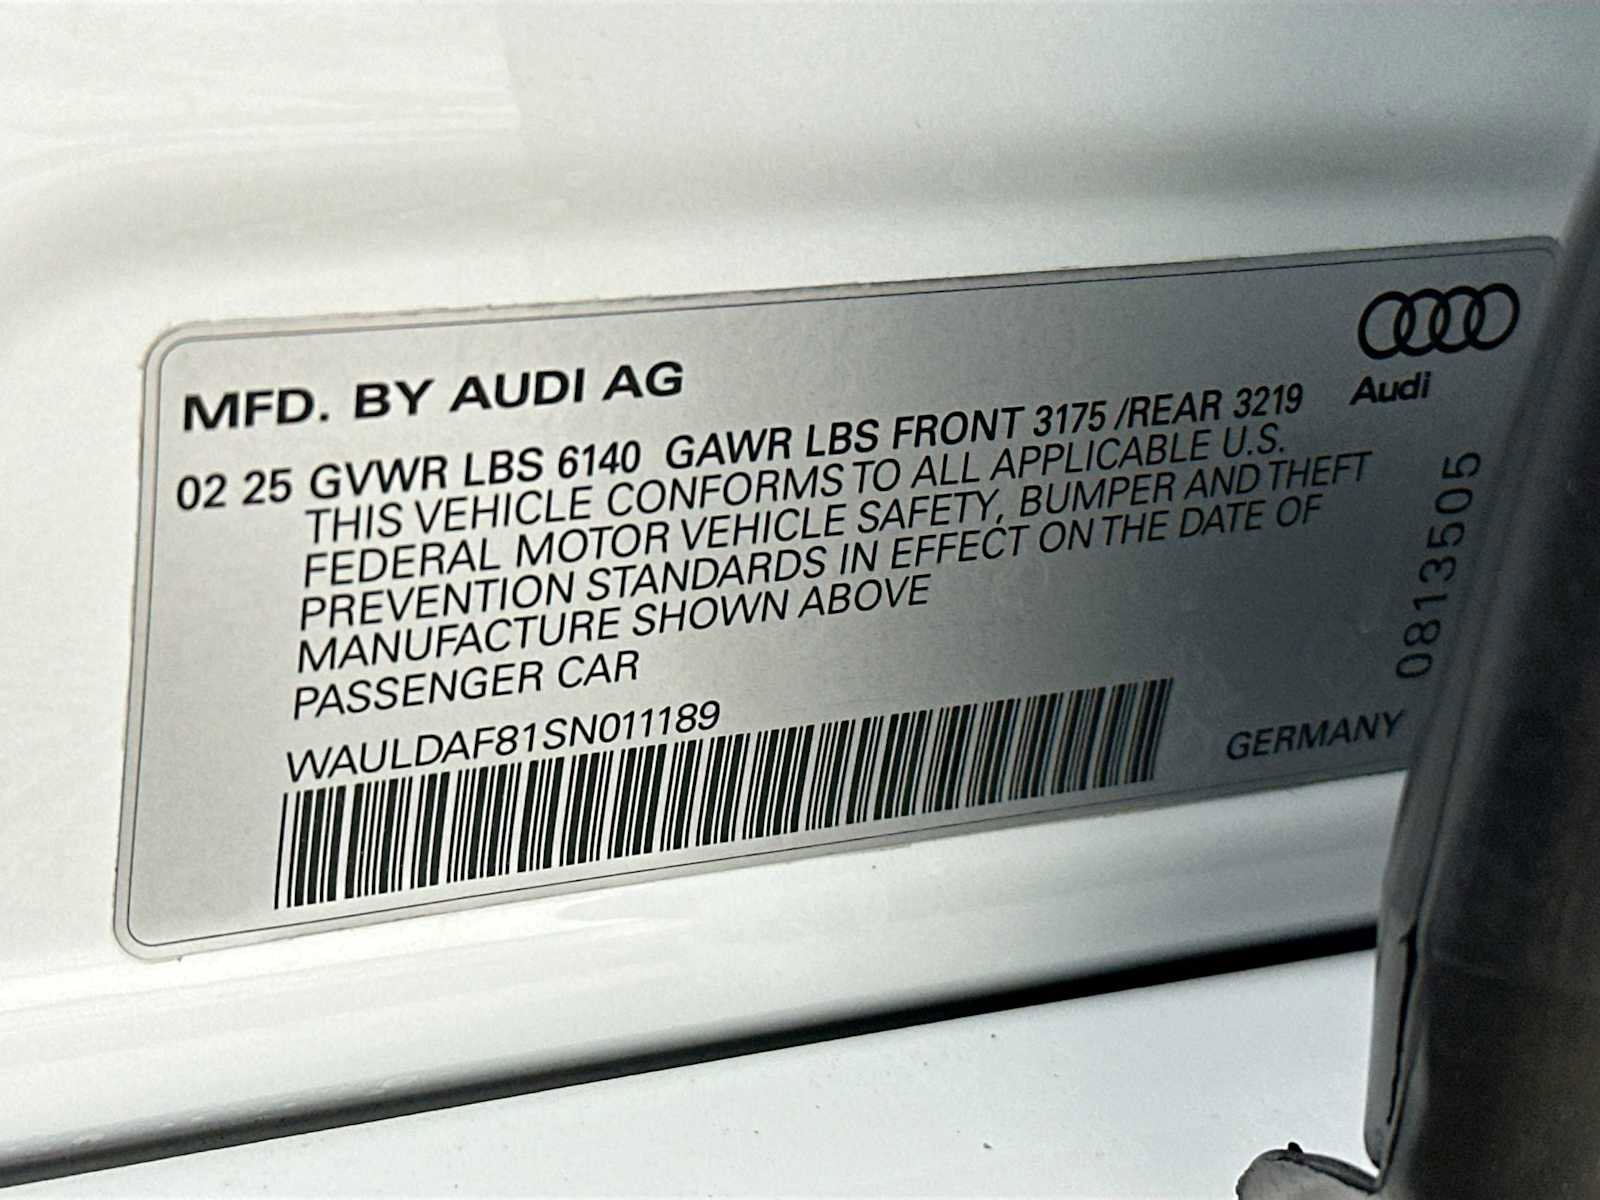 MFD. BY AUDI AG
Audi
02 25 GVWR LBS 6140 GAWR LBS FRONT 3175 /REAR 3219
THIS VEHICLE CONFORMS TO ALL APPLICABLE U.S.
FEDERAL MOTOR VEHICLE SAFETY, BUMPER AND THEFT
PREVENTION STANDARDS IN EFFECT ON THE DATE OF
MANUFACTURE SHOWN ABOVE
PASSENGER CAR
WAULDAF81SN011189
GERMANY
0813505